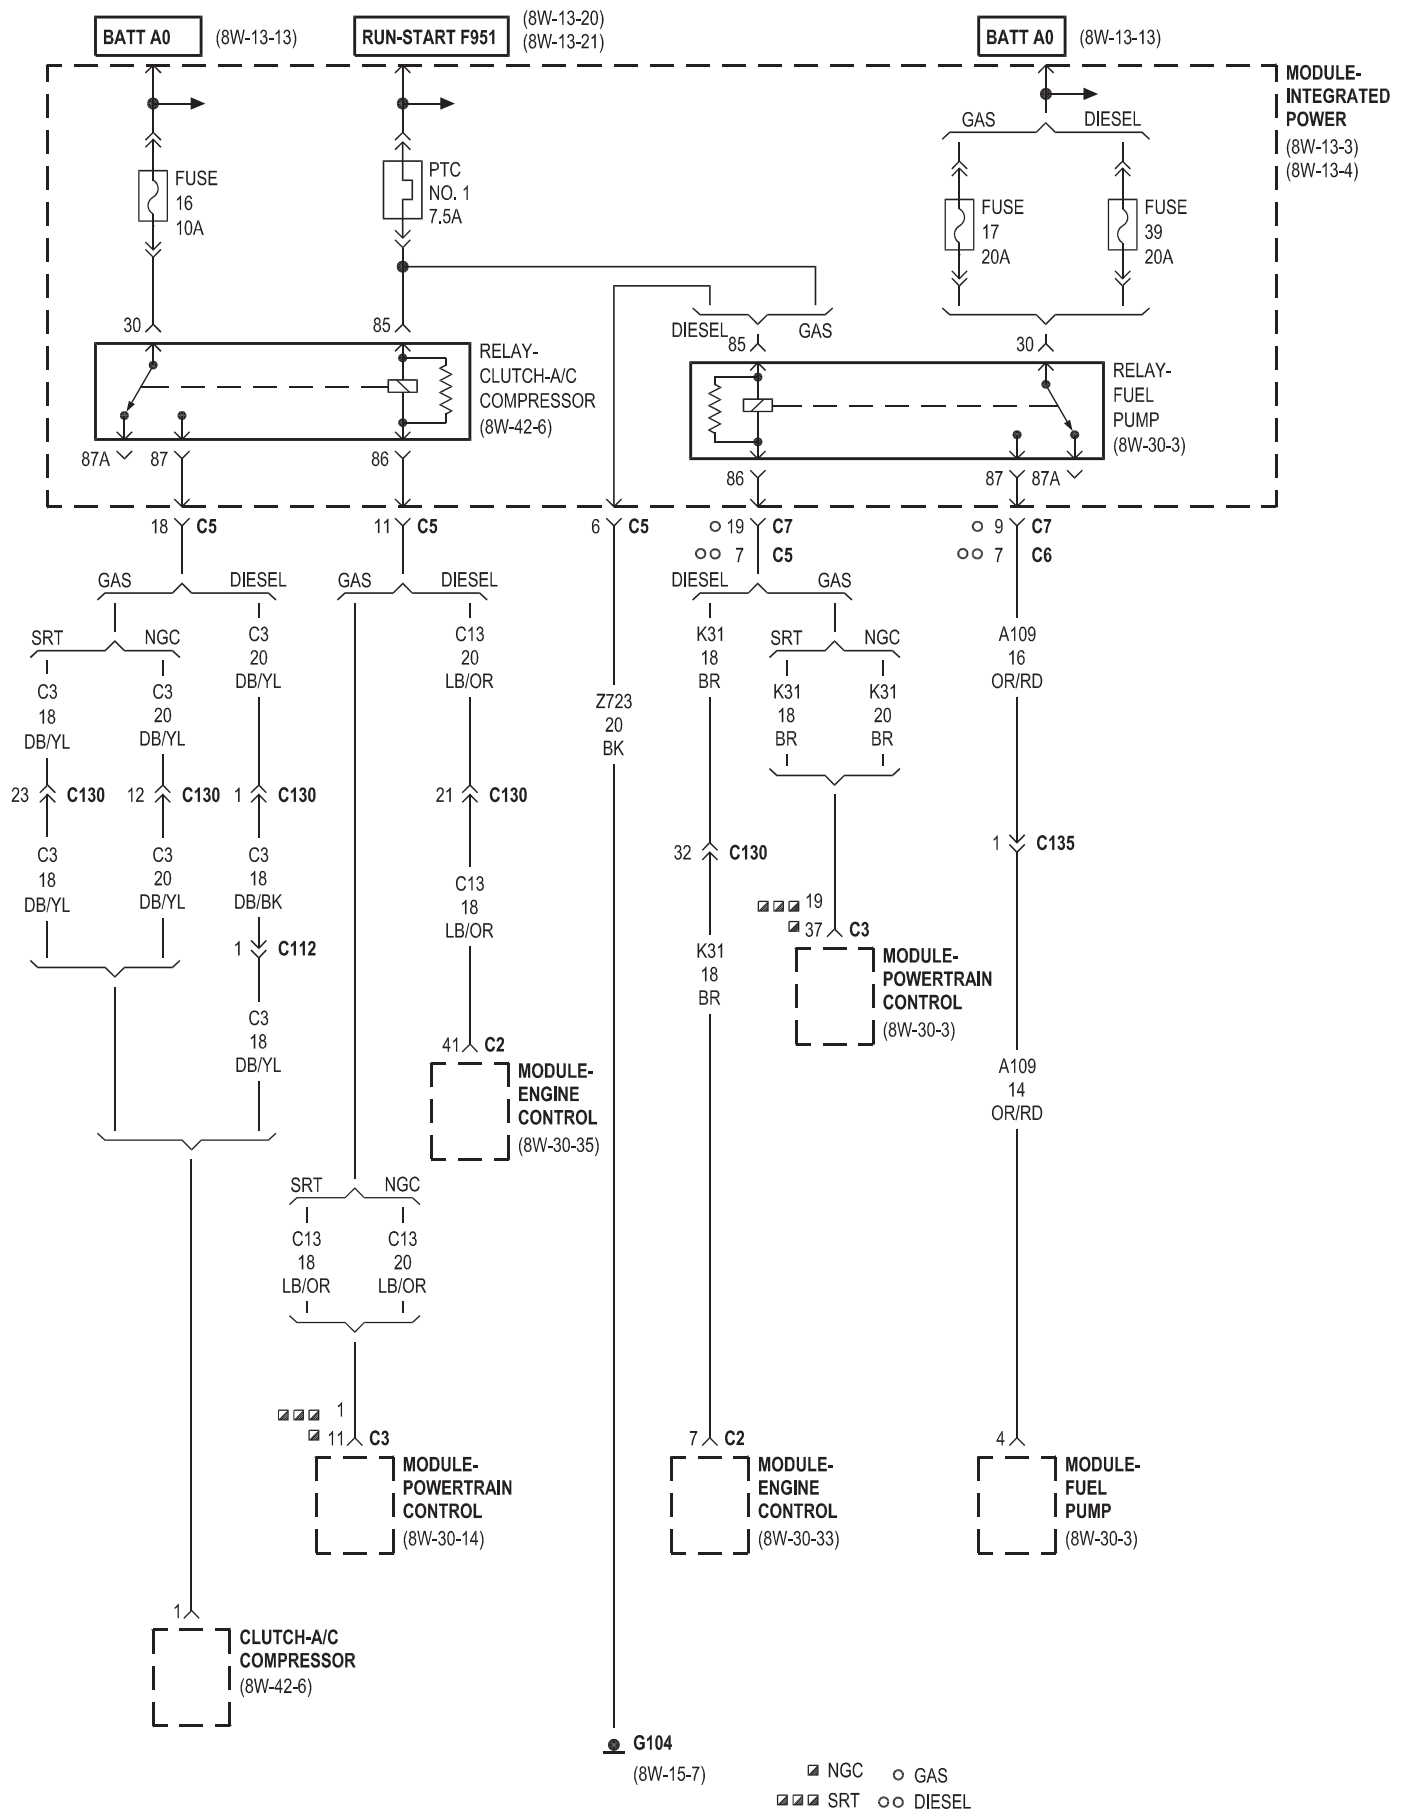 BATT A0 (8W-13-13)
RUN-START F951 (8W-13-20)
(8W-13-21)
BATT A0 (8W-13-13)
MODULE-
INTEGRATED
POWER
(8W-13-3)
(8W-13-4)
GAS DIESEL
FUSE
16
10A
PTC
NO. 1
7.5A
FUSE
17
20A
FUSE
39
20A
DIESEL GAS
30 85 85 30
RELAY-
CLUTCH-A/C
COMPRESSOR
(8W-42-6)
RELAY-
FUEL
PUMP
(8W-30-3)
87A 87 86 86 87 87A
18 C5 11 C5 6 C5 19 C7 9 C7
7 C5 7 C6
GAS DIESEL GAS DIESEL DIESEL GAS
SRT NGC
C3
20
DB/YL
C13
20
LB/OR
K31
18
BR
SRT NGC
A109
16
OR/RD
C3
18
DB/YL
C3
20
DB/YL
Z723
20
BK
K31
18
BR
K31
20
BR
23 C130 12 C130 1 C130 21 C130
32 C130
1 C135
C3
18
DB/YL
C3
20
DB/YL
C3
18
DB/BK
C13
18
LB/OR
19
37 C3
MODULE-
POWERTRAIN
CONTROL
(8W-30-3)
1 C112
K31
18
BR
C3
18
DB/YL
41 C2
MODULE-
ENGINE
CONTROL
(8W-30-35)
A109
14
OR/RD
SRT NGC
C13
18
LB/OR
C13
20
LB/OR
1
11 C3
MODULE-
POWERTRAIN
CONTROL
(8W-30-14)
7 C2
MODULE-
ENGINE
CONTROL
(8W-30-33)
4
MODULE-
FUEL
PUMP
(8W-30-3)
1
CLUTCH-A/C
COMPRESSOR
(8W-42-6)
G104
(8W-15-7)
NGC GAS
SRT DIESEL